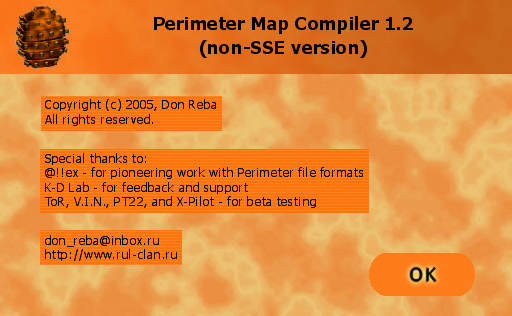 Perimeter Map Compiler 1.2
(non-SSE version)
Copyright (c) 2005, Don Reba
All rights reserved.
Special thanks to:
@!!ex - for pioneering work with Perimeter file formats
K-D Lab - for feedback and support
ToR, V.I.N., PT22, and X-Pilot - for beta testing
don_reba@inbox.ru
http://www.rul-clan.ru
OK